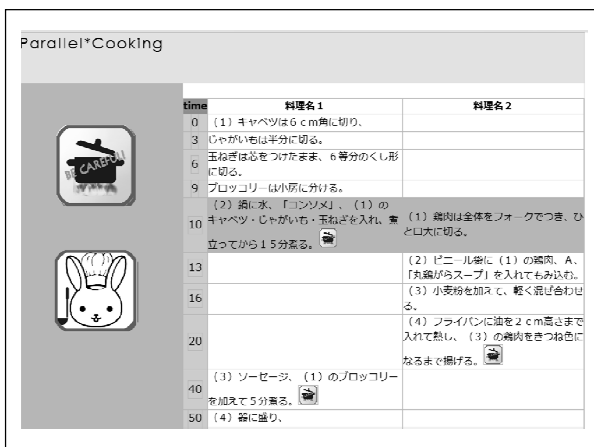 Parallel*Cooking
time 料理名1 料理名2
0 (1)キャベツは6cm角に切り、
3 じゃがいもは半分に切る。
6 玉ねぎは芯をつけたまま、6等分のくし形
に切る。
9 ブロッコリーは小房に分ける。
10 (2)鍋に水、「コンソメ」、(1)の
キャベツ・じゃがいも・玉ねぎを入れ、煮
立ってから15分煮る。
(1)鶏肉は全体をフォークでつき、ひ
と口大に切る。
13 (2)ビニール袋に(1)の鶏肉、A、
「丸鶏がらスープ」を入れてもみ込む。
16 (3)小麦粉を加えて、軽く混ぜ合わせ
る。
20 (4)フライパンに油を2cm高さまで
入れて熱し、(3)の鶏肉をきつね色に
なるまで揚げる。
40 (3)ソーセージ、(1)のブロッコリー
を加えて5分煮る。
50 (4)器に盛り、
BE CAREFUL!